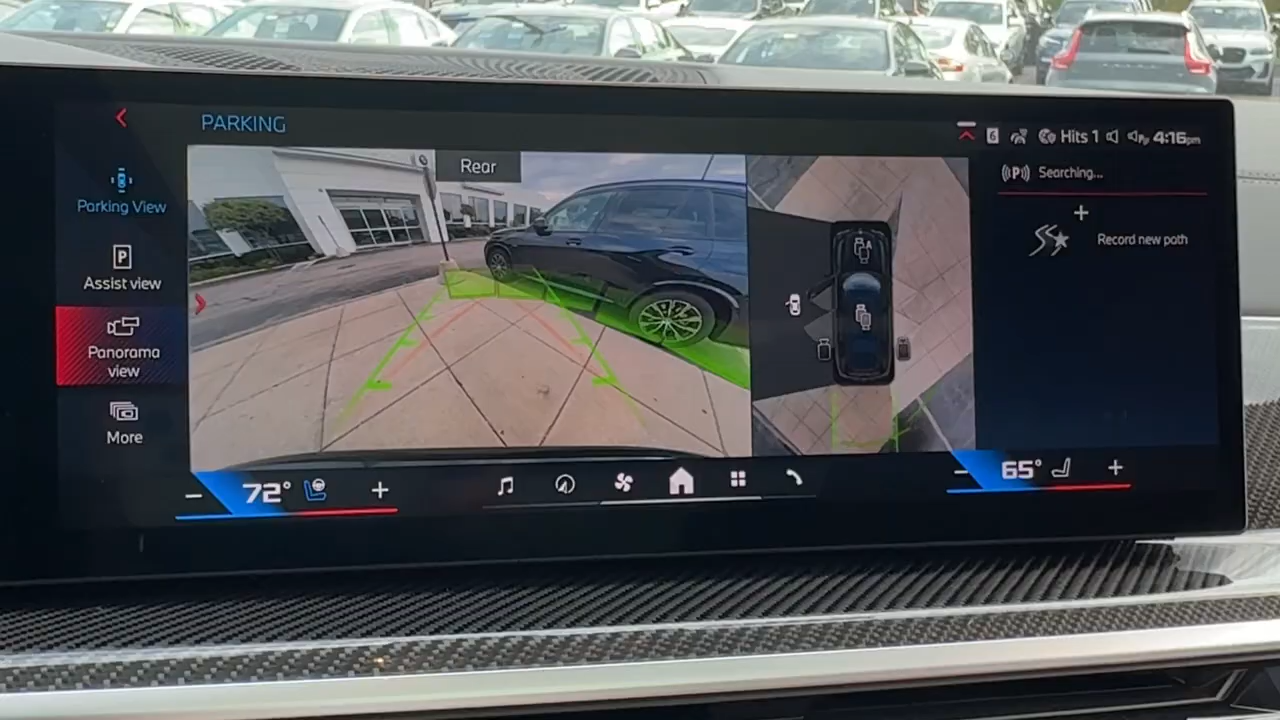 PARKING
6
Hits 1
4:16pm
Rear
P
Searching...
Parking View
Record new path
P
Assist view
Panorama
view
A
More
72°
65°